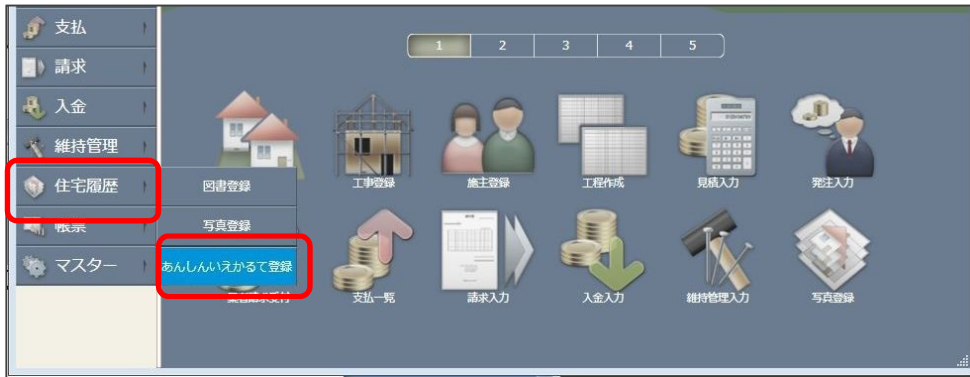 支払
請求
入金
維持管理
住宅履歴
帳票
マスター
図書登録
写真登録
あんしんいえかるて登録
1 2 3 4 5
工事登録 施主登録 工程作成 見積入力 発注入力
支払一覧 請求入力 入金入力 維持管理入力 写真登録